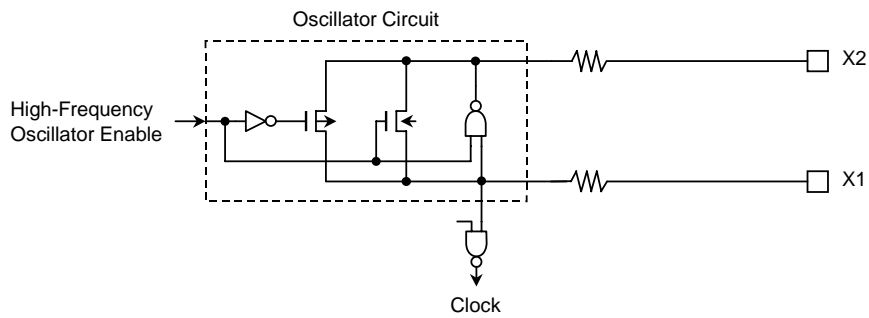 Oscillator Circuit
X2
High-Frequency
Oscillator Enable
X1
Clock